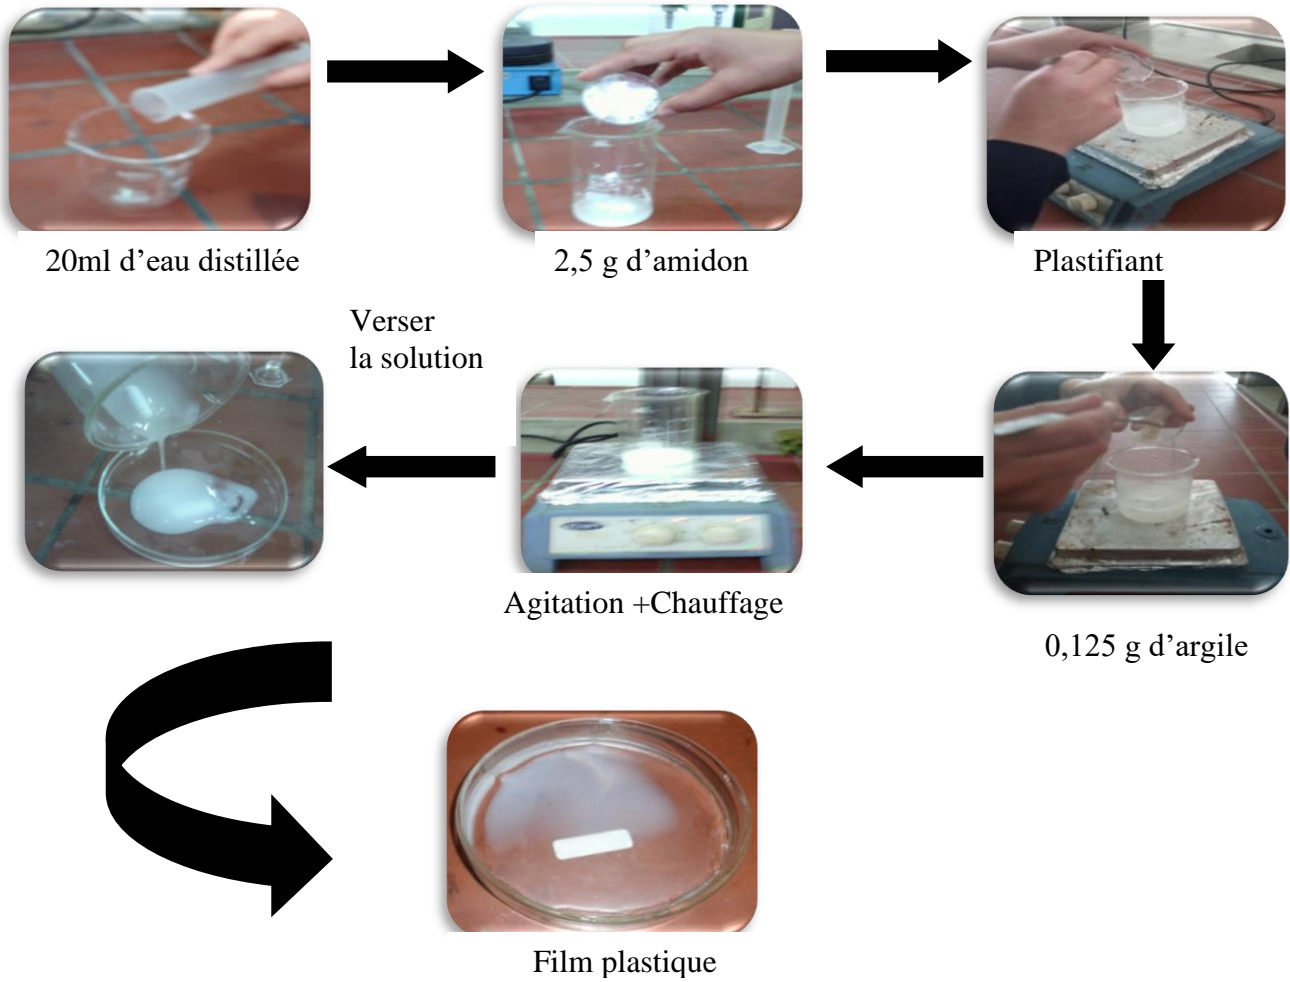 20ml d’eau distillée
2,5 g d’amidon
Plastifiant
Verser
la solution
Agitation +Chauffage
0,125 g d’argile
Film plastique